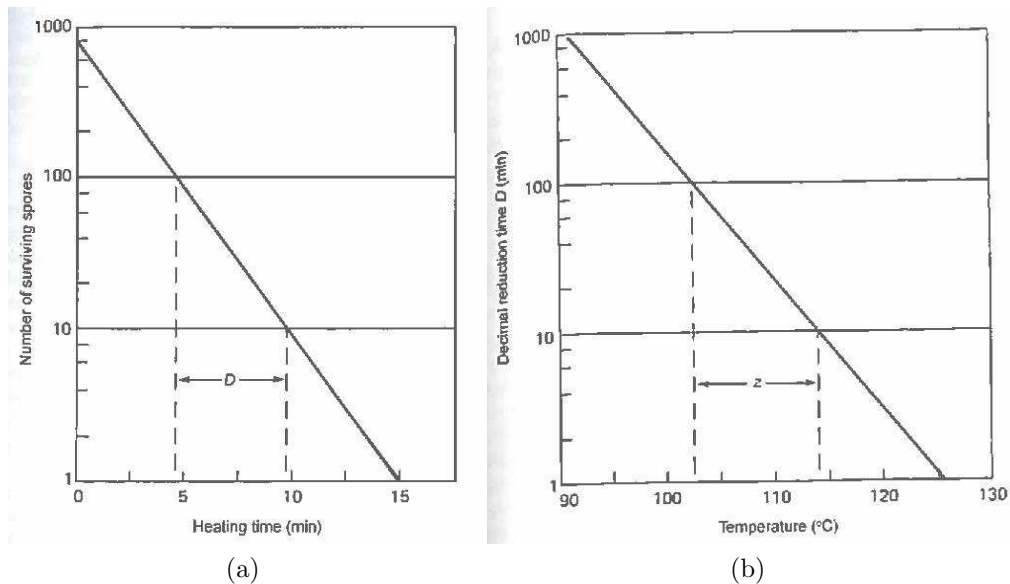 1000
100
10
1
0
5
10
15
Number of surviving spores
Heating time (min)
D
(a)
1000
100
10
1
90
100
110
120
130
Decimal reduction time D (min)
Temperature (°C)
z
(b)